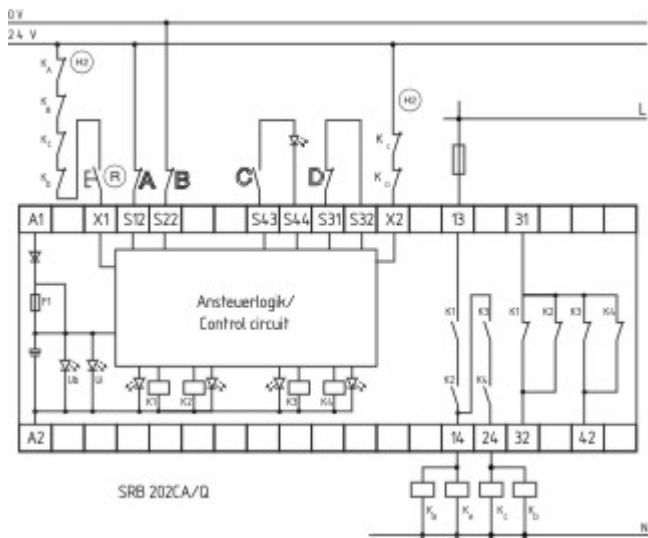 0V
24 V
KA
H2
KB
H2
KC
KC
L
KD
E
R
A
B
C
D
KD
A1
X1
S12
S22
S43
S44
S31
S32
X2
13
31
F1
Ansteuerlogik/
Control circuit
K1
K3
K1
K2
K3
K4
Ub
Ui
K1
K2
K3
K4
K2
K4
A2
14
24
32
42
SRB 202CA/Q
KB
KA
KC
KD
N